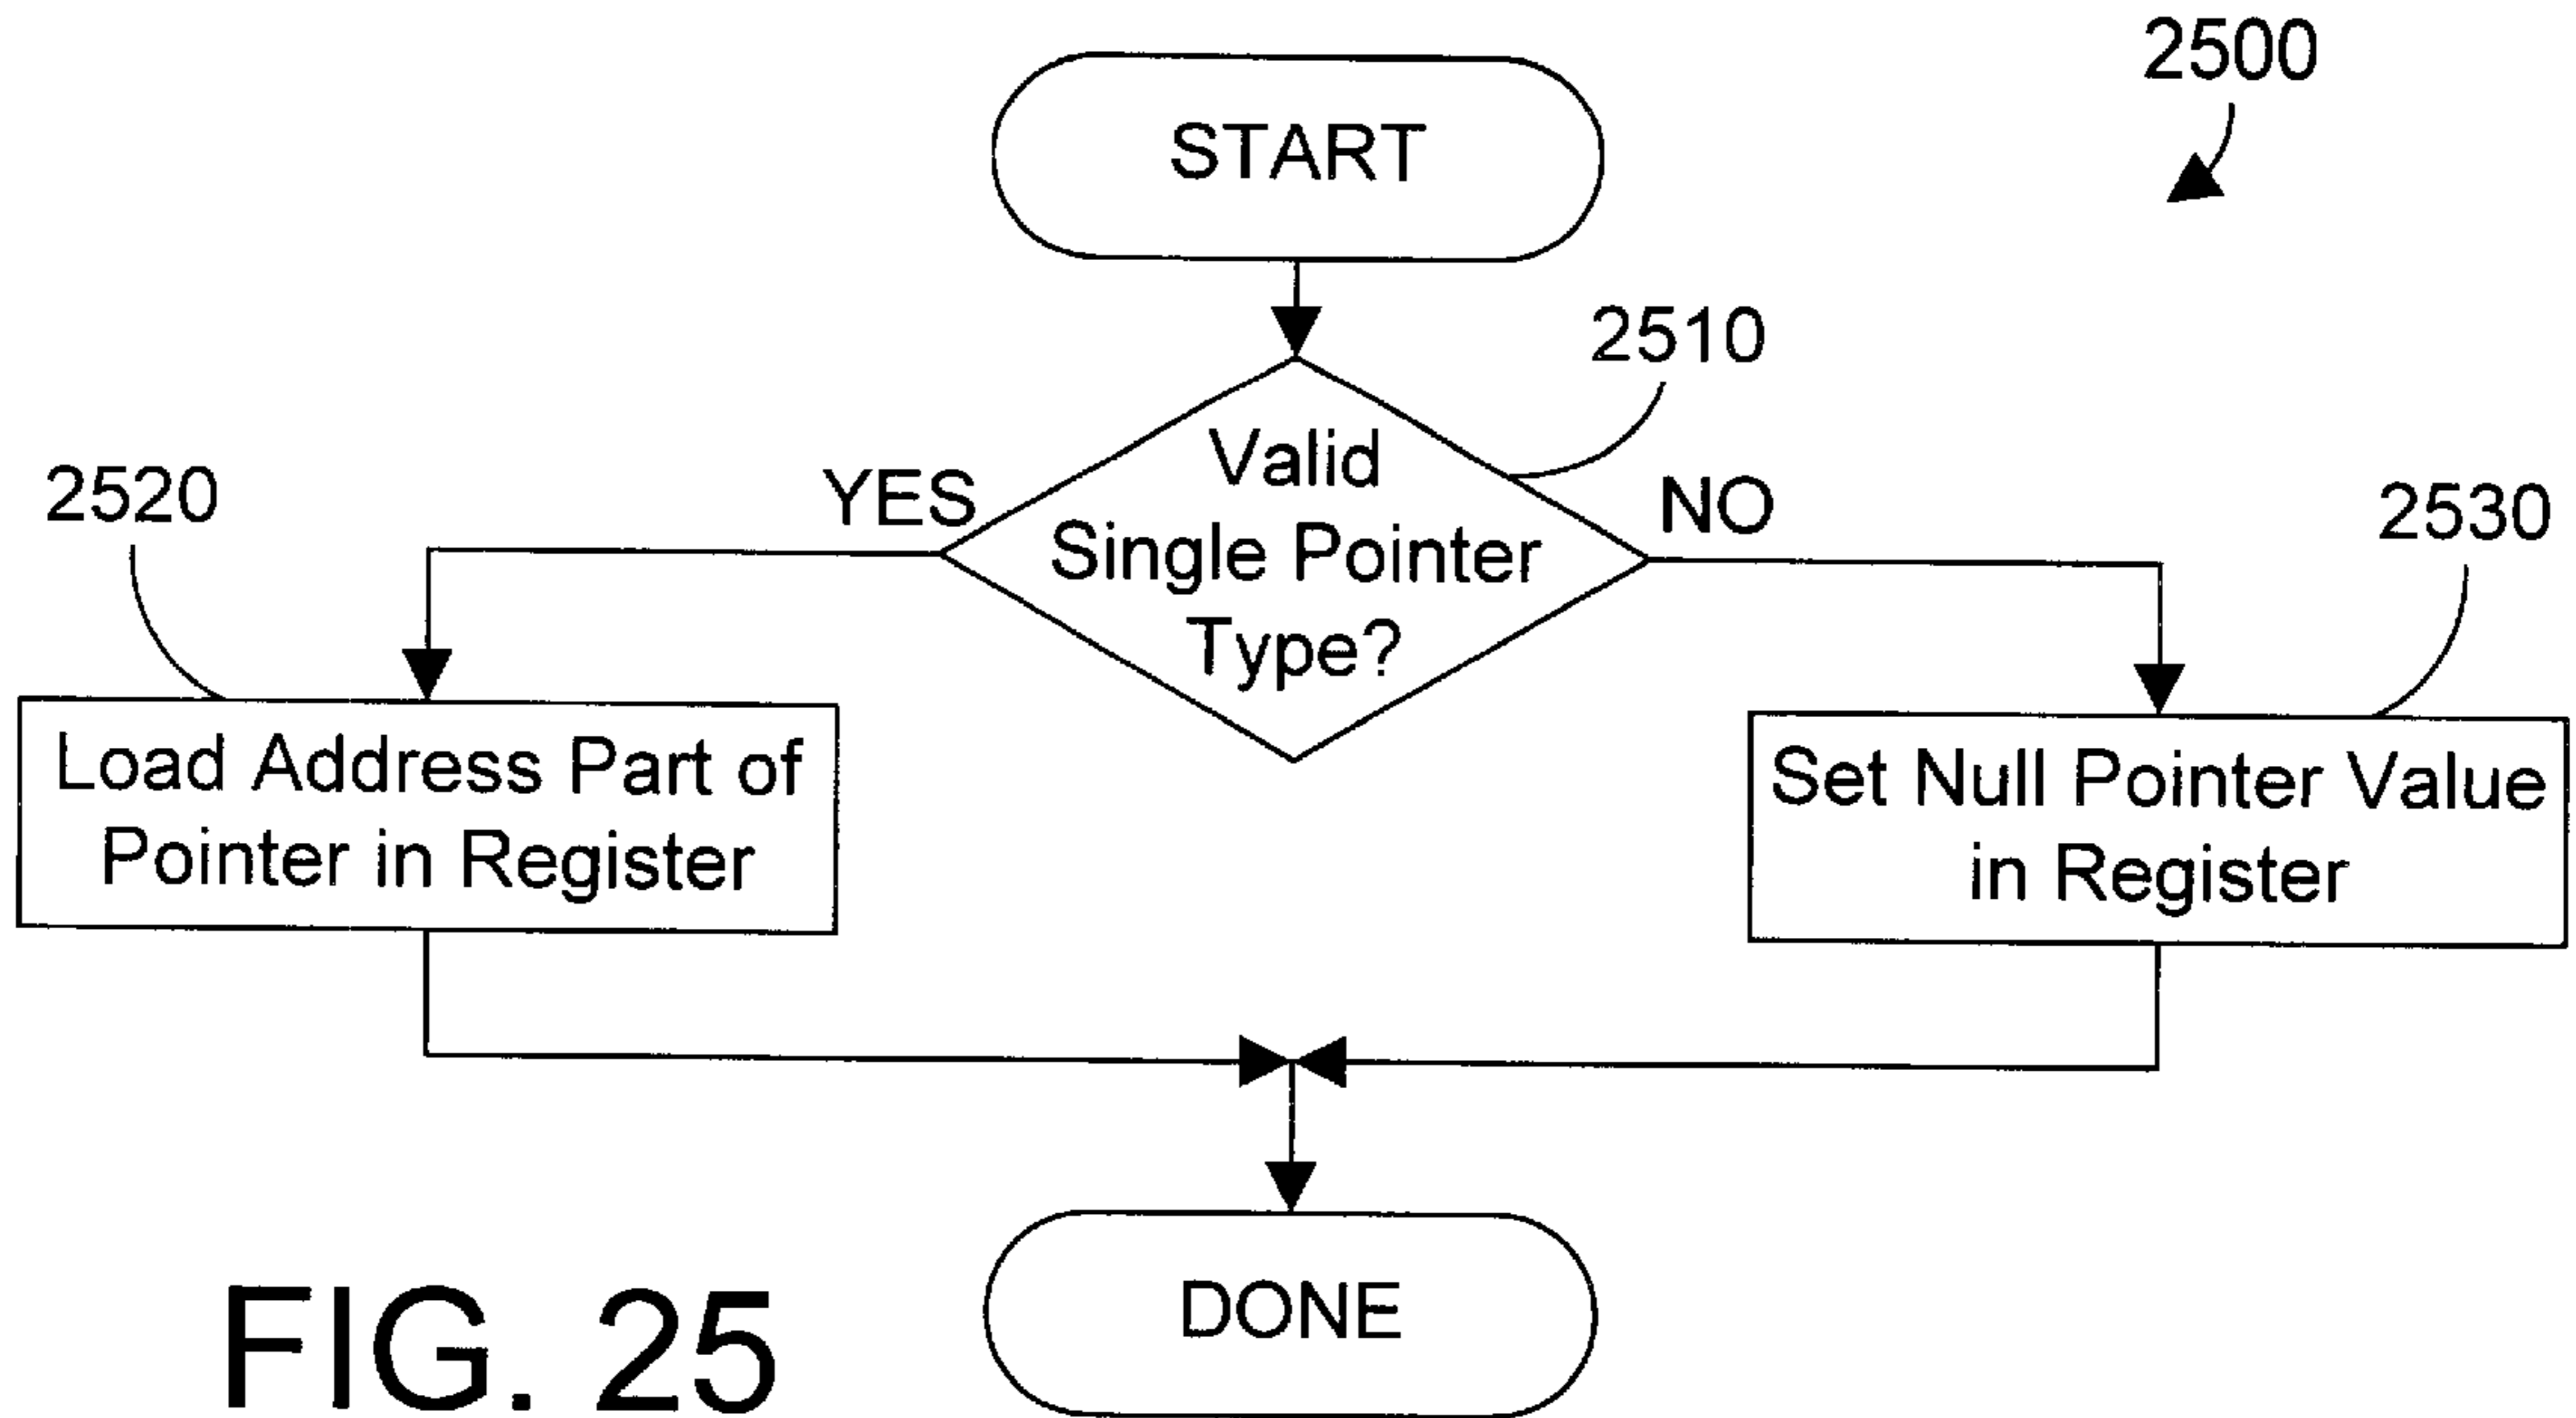 2500
START
2510
Valid
Single Pointer
Type?
YES
NO
2520
2530
Load Address Part of
Pointer in Register
Set Null Pointer Value
in Register
DONE
FIG. 25